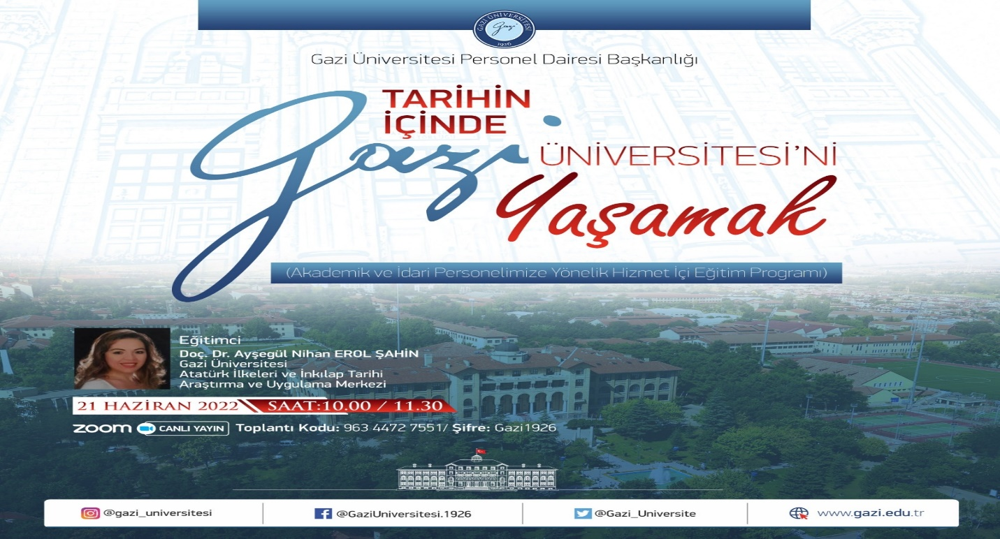 GAZİ ÜNİVERSİTESİ
Gazi
1926
Gazi Üniversitesi Personel Dairesi Başkanlığı
TARİHİN
İÇİNDE
Gazi ÜNİVERSİTESİ'Nİ
Yaşamak
(Akademik ve İdari Personelimize Yönelik Hizmet İçi Eğitim Programı)
Eğitimci
Doç. Dr. Ayşegül Nihan EROL ŞAHİN
Gazi Üniversitesi
Atatürk İlkeleri ve İnkılap Tarihi
Araştırma ve Uygulama Merkezi
21 HAZİRAN 2022 SAAT:10.00 / 11.30
zoom CANLI YAYIN Toplantı Kodu: 963 4472 7551/ Şifre: Gazi1926
@gazi_universitesi @GaziUniversitesi.1926 @Gazi_Universite www.gazi.edu.tr